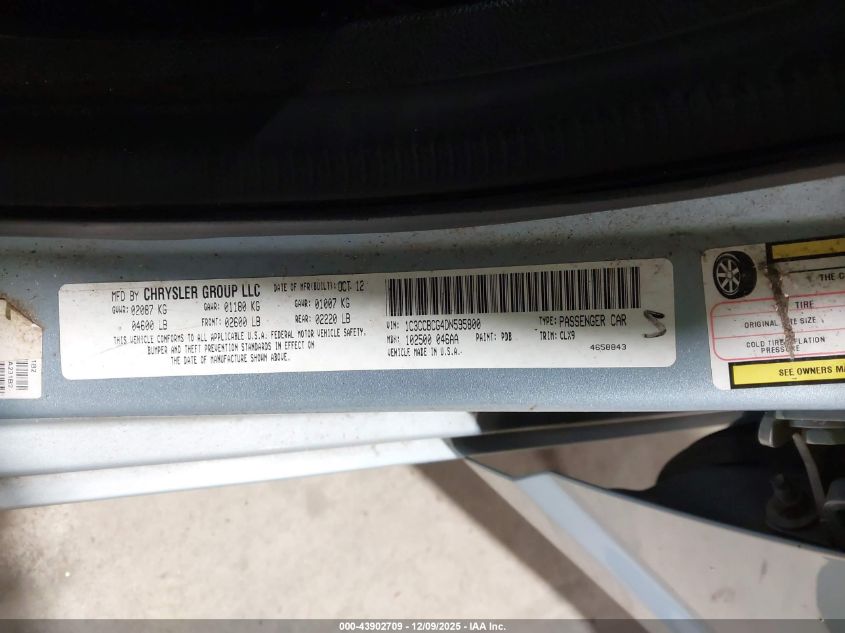 MFD BY CHRYSLER GROUP LLC DATE OF MFR(BUILT): OCT 12
GVWR: 02087 KG GAWR: 01180 KG GAWR: 01007 KG
04600 LB FRONT: 02600 LB REAR: 02220 LB
THIS VEHICLE CONFORMS TO ALL APPLICABLE U.S.A. FEDERAL MOTOR VEHICLE SAFETY,
BUMPER AND THEFT PREVENTION STANDARDS IN EFFECT ON
THE DATE OF MANUFACTURE SHOWN ABOVE.
VIN: 1C3CCBCG4DN595800 TYPE: PASSENGER CAR
MDH: 102500 046AA PAINT: PDB TRIM: CLX9
VEHICLE MADE IN U.S.A. 4658843
S
THE C
TIRE
ORIGINAL TIRE SIZE
COLD TIRE INFLATION
PRESSURE
SEE OWNERS MA
000-43902709 - 12/09/2025 - IAA Inc.